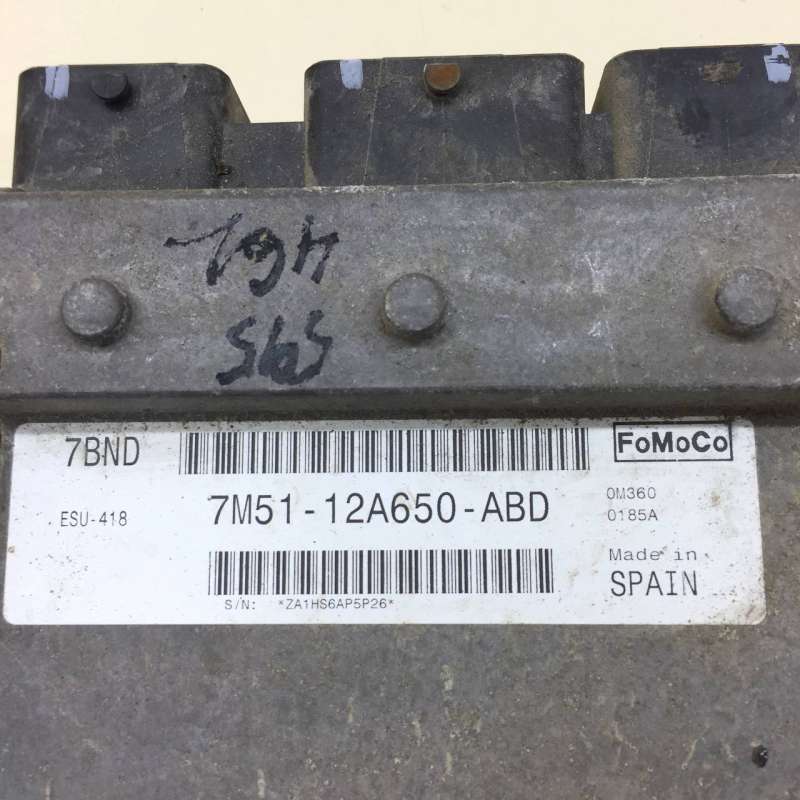 7BND
FoMoCo
ESU-418
7M51-12A650-ABD
0M360
0185A
Made in
SPAIN
S/N: *ZA1HS6AP5P26*